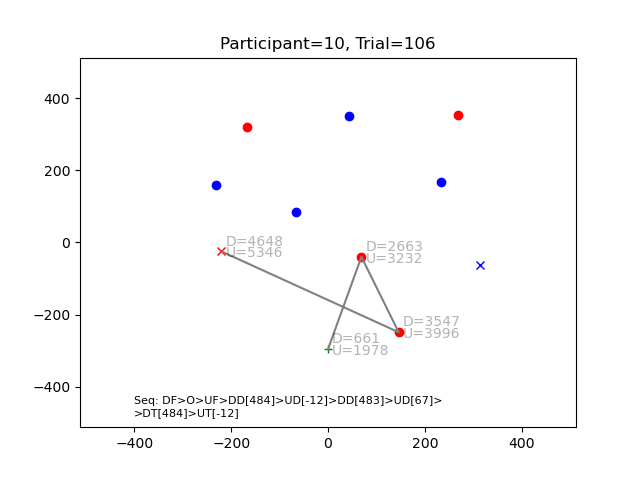 Participant=10, Trial=106
400
200
0
−200
−400
D=4648
U=5346
D=2663
U=3232
D=3547
U=3996
D=661
U=1978
Seq: DF>O>UF>DD[484]>UD[-12]>DD[483]>UD[67]>
>DT[484]>UT[-12]
−400
−200
0
200
400